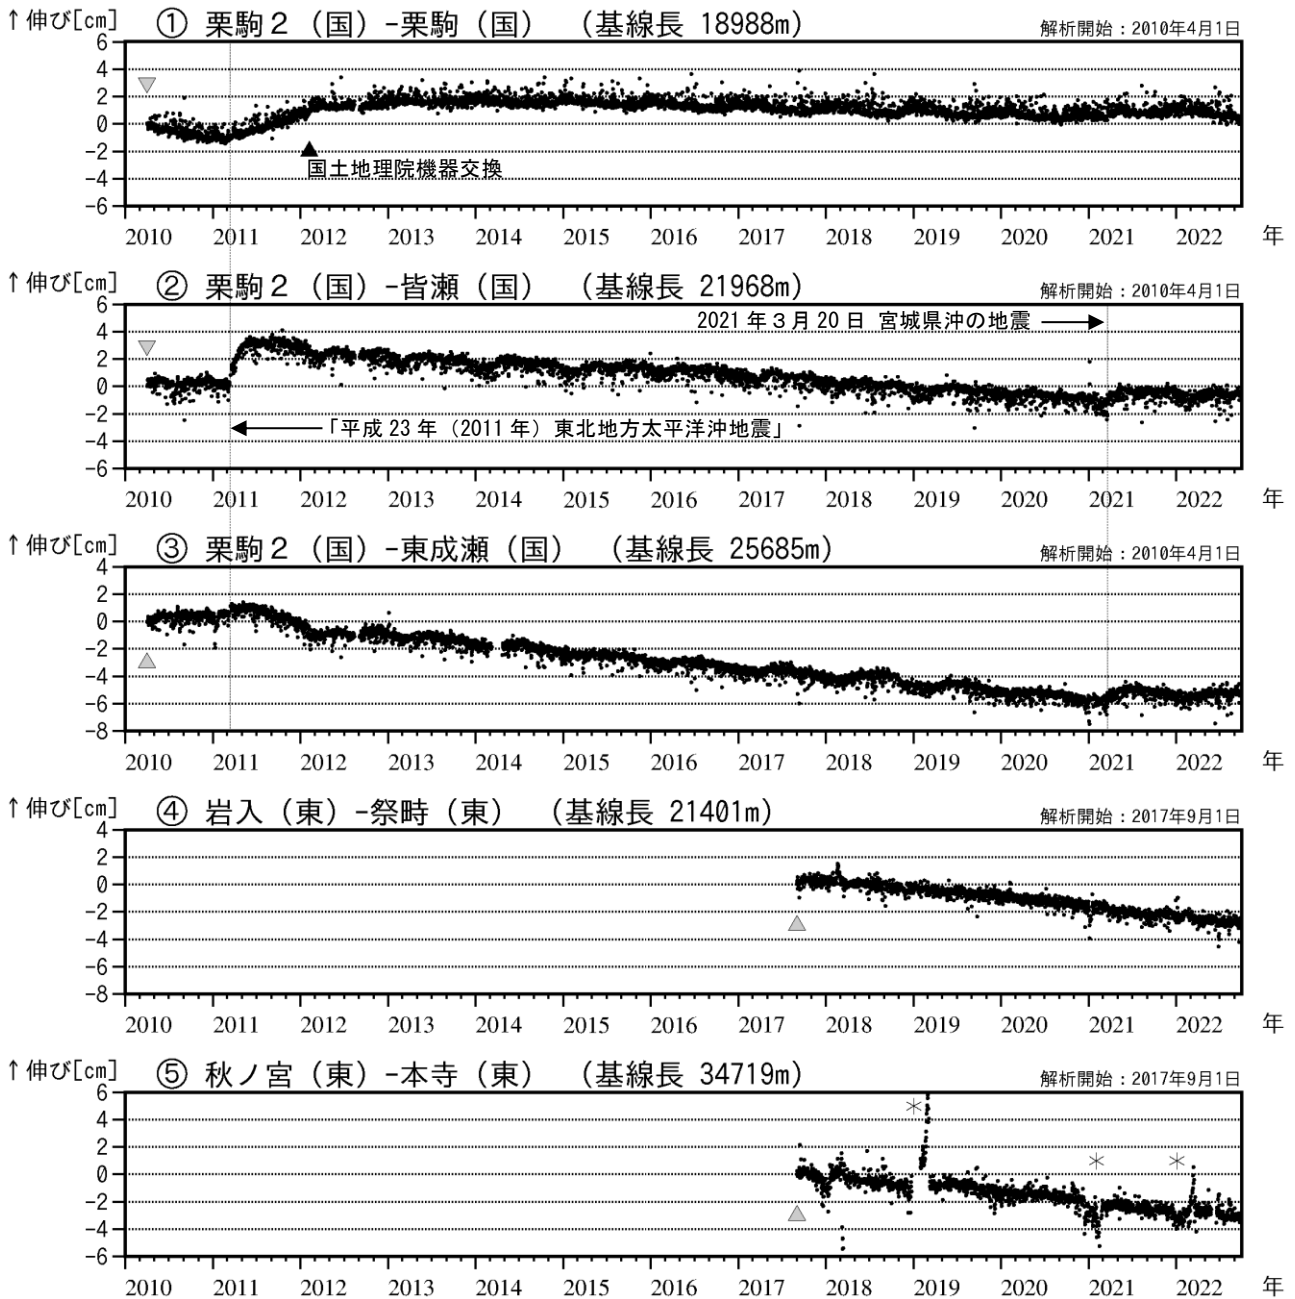 ↑伸び[cm] ① 栗駒２（国）-栗駒（国） （基線長 18988m） 解析開始：2010年4月1日
6
4
2
0
-2
国土地理院機器交換
-4
-6
2010 2011 2012 2013 2014 2015 2016 2017 2018 2019 2020 2021 2022 年
↑伸び[cm] ② 栗駒２（国）-皆瀬（国） （基線長 21968m） 解析開始：2010年4月1日
6
2021年３月20日 宮城県沖の地震
4
2
0
-2
「平成23年（2011年）東北地方太平洋沖地震」
-4
-6
2010 2011 2012 2013 2014 2015 2016 2017 2018 2019 2020 2021 2022 年
↑伸び[cm] ③ 栗駒２（国）-東成瀬（国） （基線長 25685m） 解析開始：2010年4月1日
4
2
0
-2
-4
-6
-8
2010 2011 2012 2013 2014 2015 2016 2017 2018 2019 2020 2021 2022 年
↑伸び[cm] ④ 岩入（東）-祭畤（東） （基線長 21401m） 解析開始：2017年9月1日
4
2
0
-2
-4
-6
-8
2010 2011 2012 2013 2014 2015 2016 2017 2018 2019 2020 2021 2022 年
↑伸び[cm] ⑤ 秋ノ宮（東）-本寺（東） （基線長 34719m） 解析開始：2017年9月1日
6
4
2
0
-2
-4
-6
2010 2011 2012 2013 2014 2015 2016 2017 2018 2019 2020 2021 2022 年